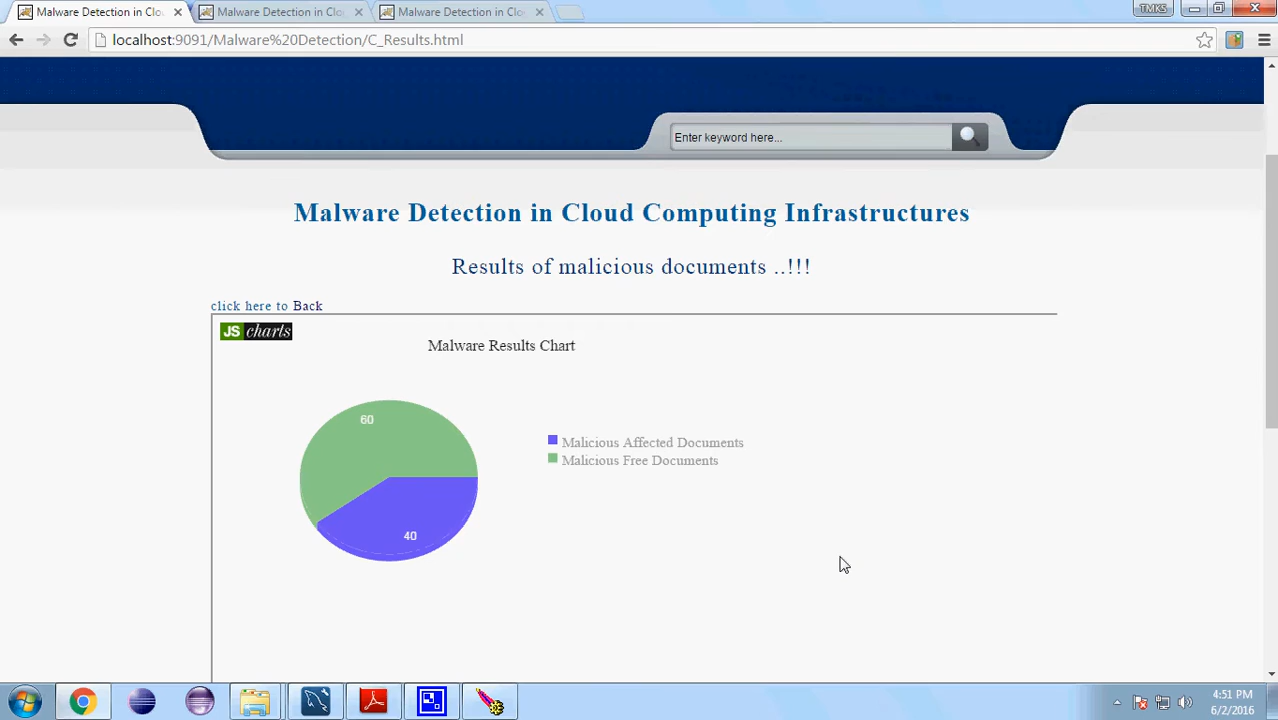 Malware Detection in Clo
Malware Detection in Clo
Malware Detection in Clo
TMKS
localhost:9091/Malware%20Detection/C_Results.html
Enter keyword here...
Malware Detection in Cloud Computing Infrastructures
Results of malicious documents ..!!!
click here to Back
JS charts
Malware Results Chart
60
40
Malicious Affected Documents
Malicious Free Documents
4:51 PM
6/2/2016